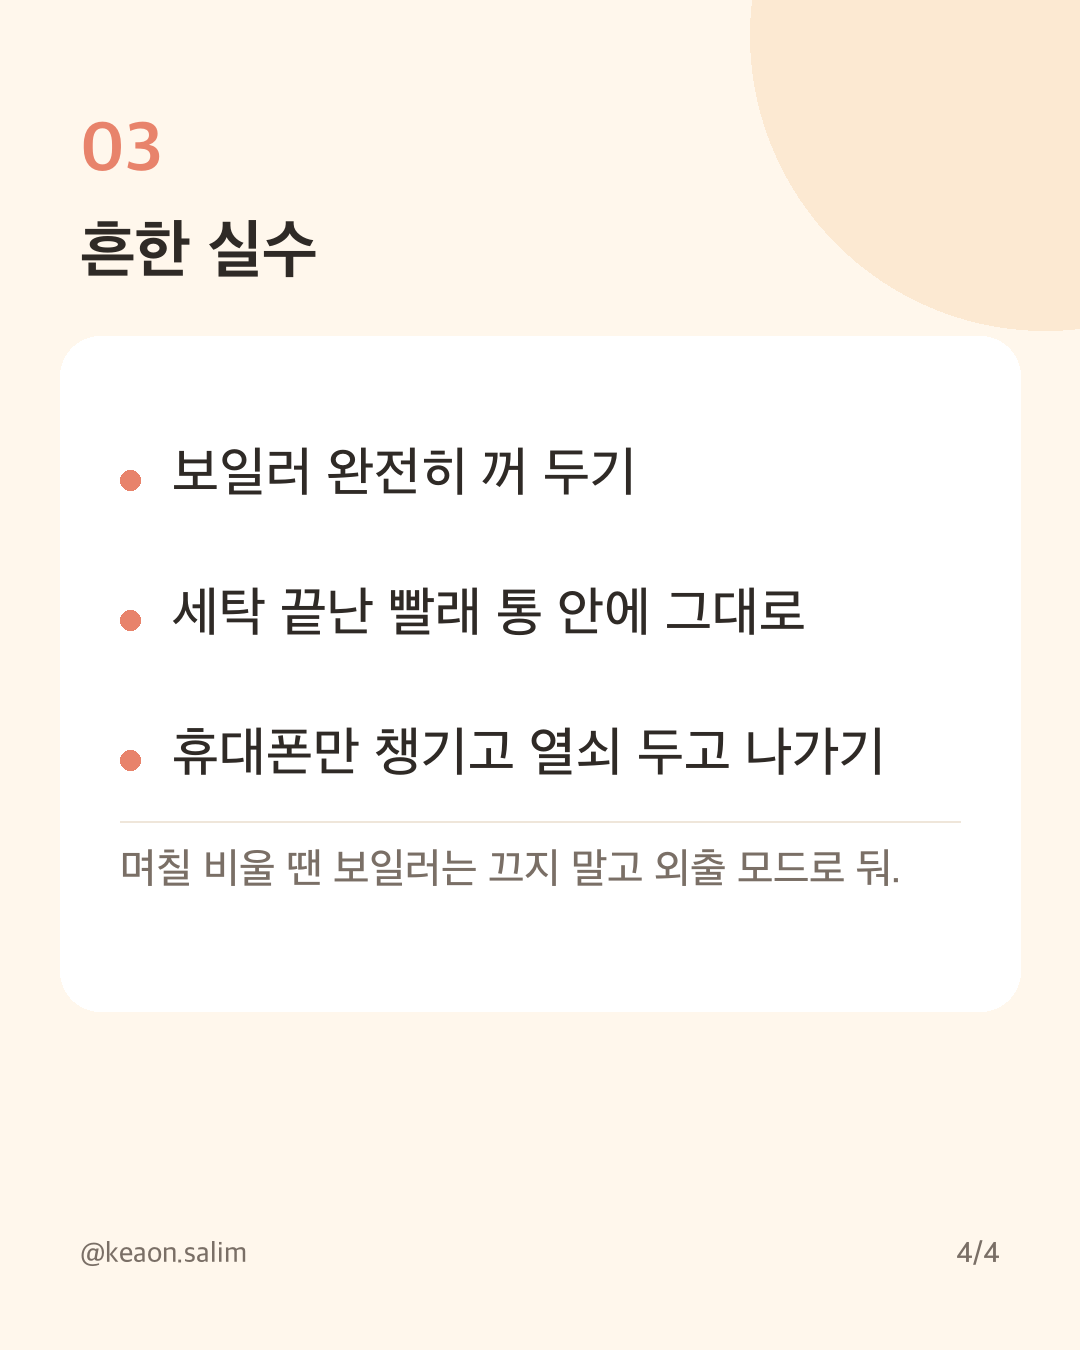 03
흔한 실수
보일러 완전히 꺼 두기
세탁 끝난 빨래 통 안에 그대로
휴대폰만 챙기고 열쇠 두고 나가기
며칠 비울 땐 보일러는 끄지 말고 외출 모드로 둬.
@keaon.salim
4/4